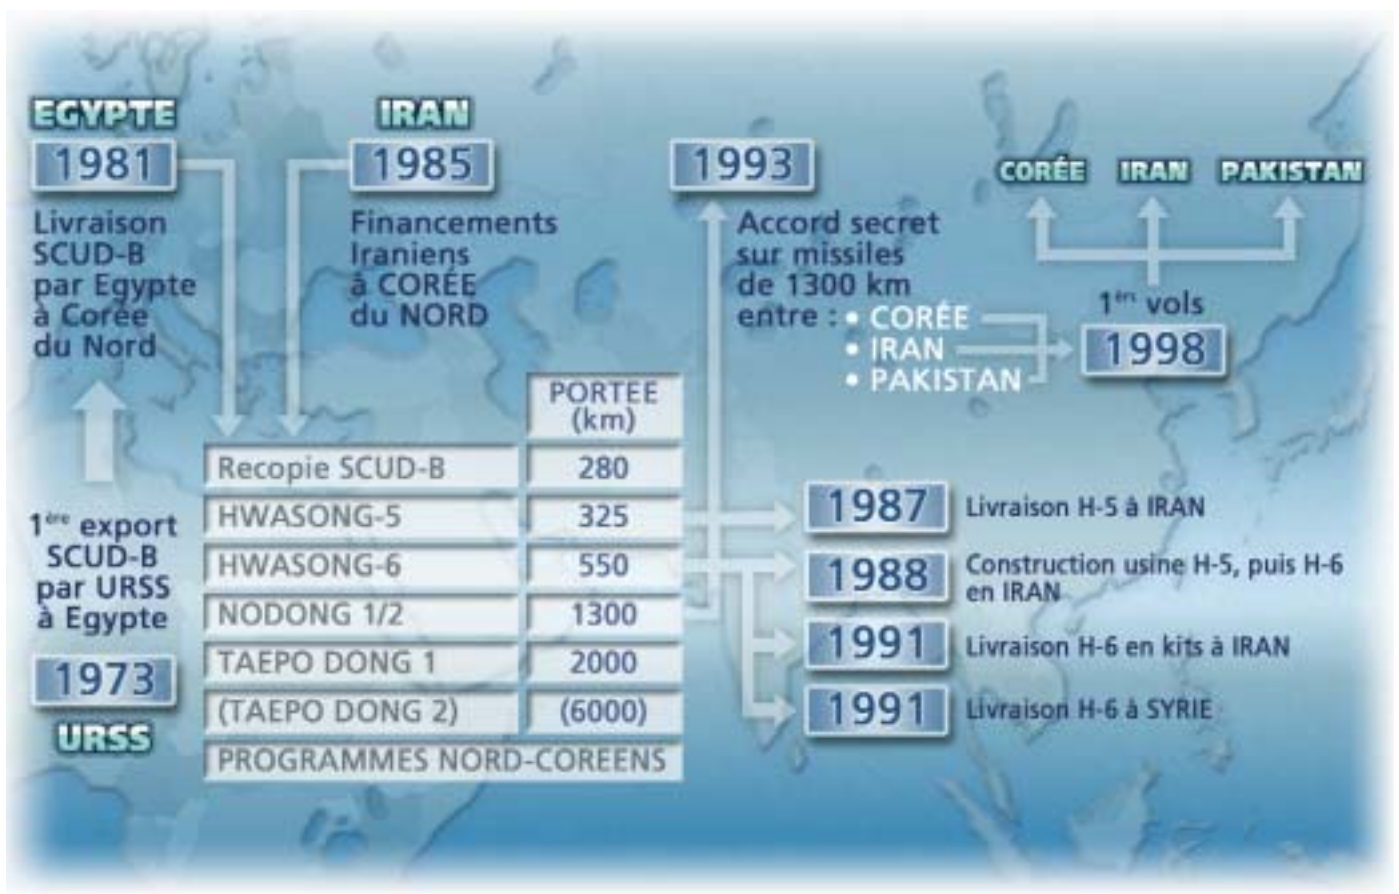 EGYPTE
1981
Livraison
SCUD-B
par Egypte
à Corée
du Nord
1ère export
SCUD-B
par URSS
à Egypte
1973
URSS
IRAN
1985
Financements
Iraniens
à CORÉE
du NORD
PORTEE
(km)
Recopie SCUD-B 280
HWASONG-5 325
HWASONG-6 550
NODONG 1/2 1300
TAEPO DONG 1 2000
(TAEPO DONG 2) (6000)
PROGRAMMES NORD-COREENS
1993
Accord secret
sur missiles
de 1300 km
entre : • CORÉE
• IRAN
• PAKISTAN
CORÉE IRAN PAKISTAN
1ers vols
1998
1987 Livraison H-5 à IRAN
1988 Construction usine H-5, puis H-6
en IRAN
1991 Livraison H-6 en kits à IRAN
1991 Livraison H-6 à SYRIE